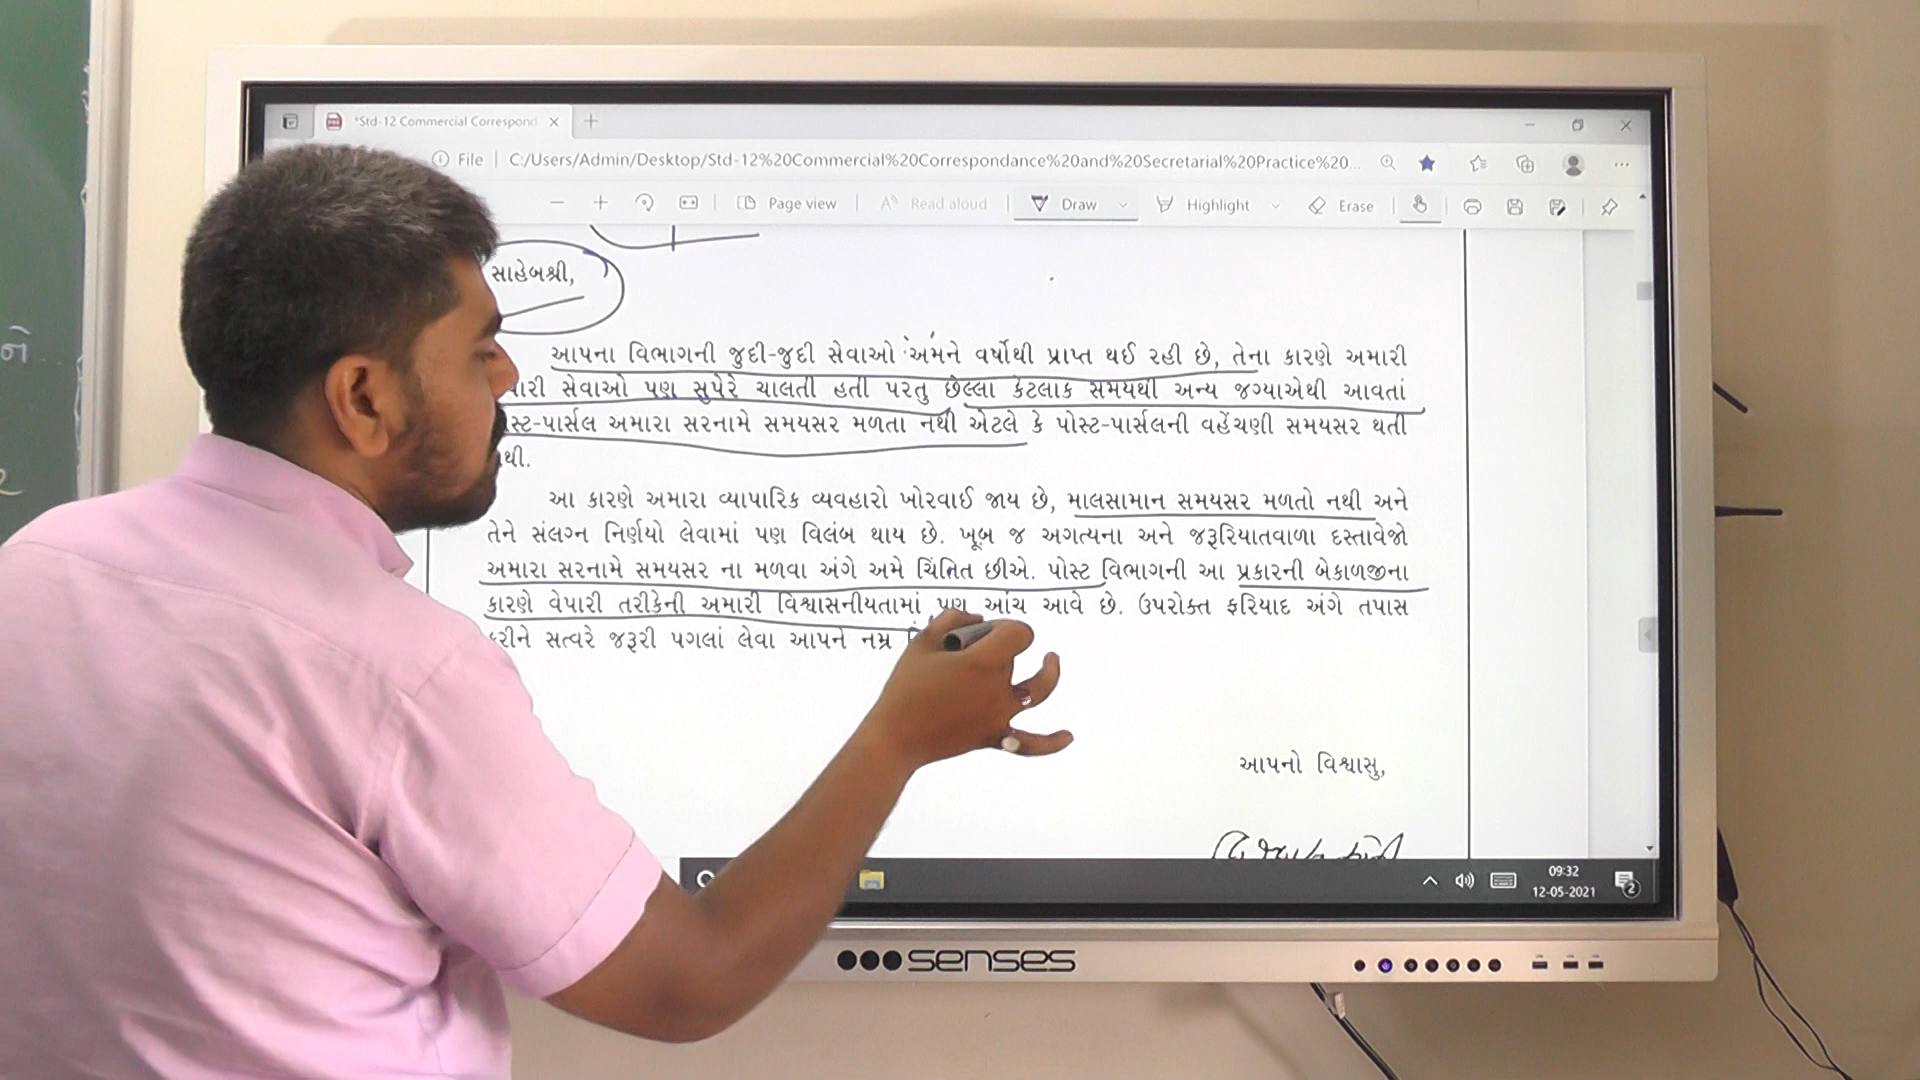 *Std-12 Commercial Correspond
File C:/Users/Admin/Desktop/Std-12%20Commercial%20Correspondance%20and%20Secretarial%20Practice%20...
Page view Read aloud Draw Highlight Erase
સાહેબશ્રી,
આપના વિભાગની જુદી-જુદી સેવાઓ અમને વર્ષોથી પ્રાપ્ત થઈ રહી છે, તેના કારણે અમારી
સેવાઓ પણ સુપેરે ચાલતી હતી પરતુ છેલ્લા કેટલાક સમયથી અન્ય જગ્યાએથી આવતાં
અમારા સરનામે સમયસર મળતા નથી એટલે કે પોસ્ટ-પાર્સલની વહેંચણી સમયસર થતી
આ કારણે અમારા વ્યાપારિક વ્યવહારો ખોરવાઈ જાય છે, માલસામાન સમયસર મળતો નથી અને
તેને સંલગ્ન નિર્ણયો લેવામાં પણ વિલંબ થાય છે. ખૂબ જ અગત્યના અને જરૂરિયાતવાળા દસ્તાવેજો
અમારા સરનામે સમયસર ના મળવા અંગે અમે ચિંતિત છીએ. પોસ્ટ વિભાગની આ પ્રકારની બેકાળજીના
કારણે વેપારી તરીકેની અમારી વિશ્વાસનીયતામાં પણ આંચ આવે છે. ઉપરોક્ત ફરિયાદ અંગે તપાસ
કરીને સત્વરે જરૂરી પગલાં લેવા આપને નમ્ર
આપનો વિશ્વાસુ,
09:32
12-05-2021
2
senses